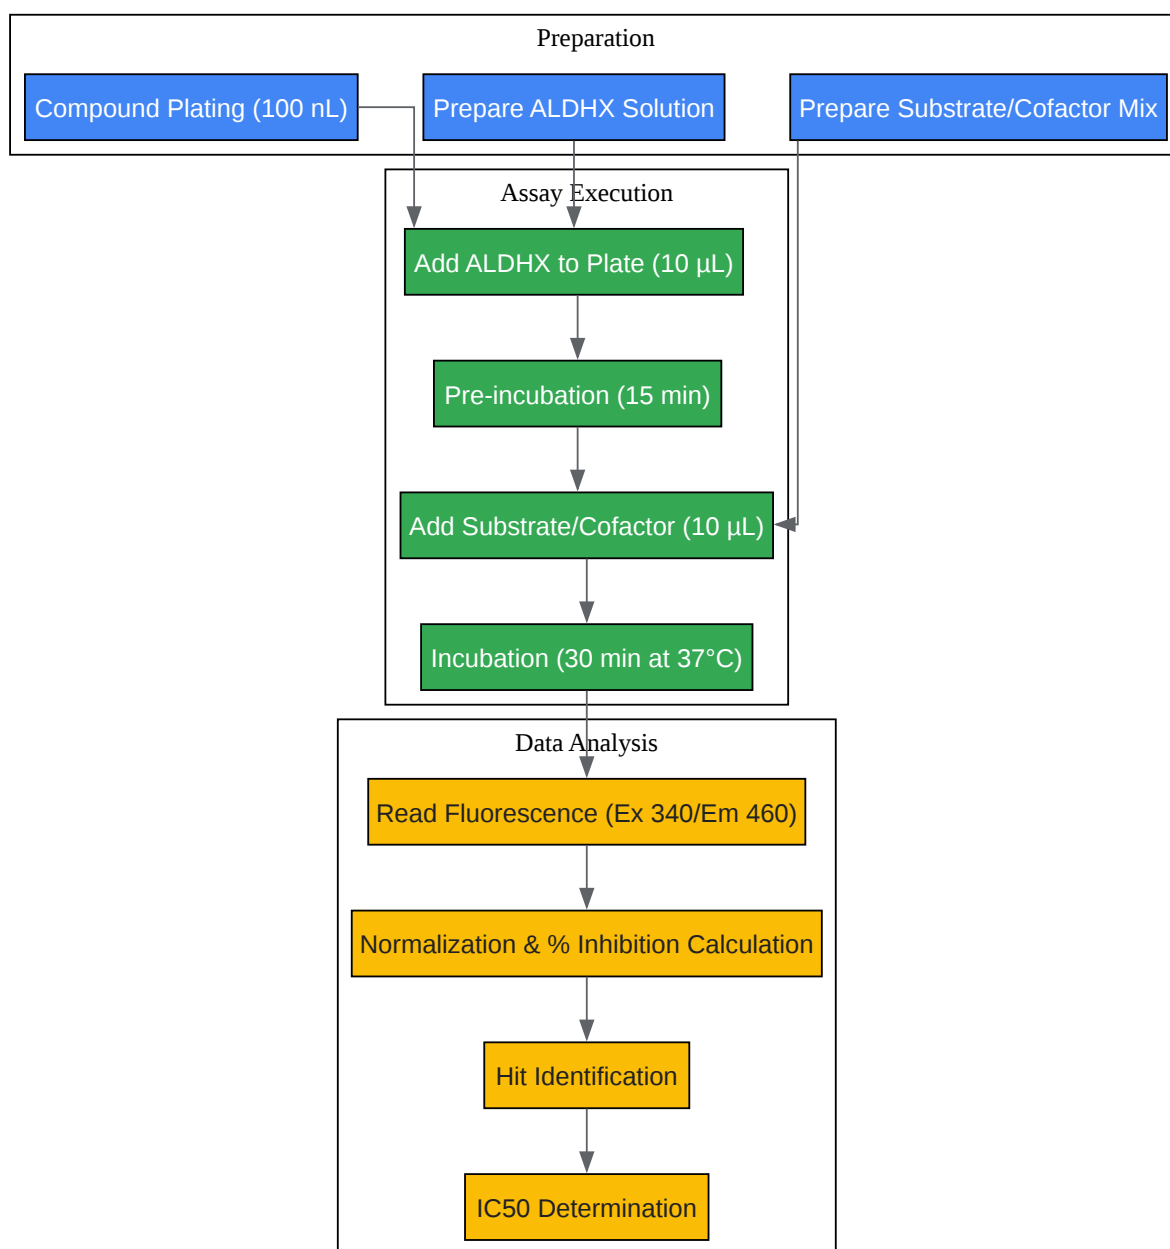 Preparation
Compound Plating (100 nL)
Prepare ALDHX Solution
Prepare Substrate/Cofactor Mix
Assay Execution
Add ALDHX to Plate (10 µL)
Pre-incubation (15 min)
Add Substrate/Cofactor (10 µL)
Incubation (30 min at 37°C)
Data Analysis
Read Fluorescence (Ex 340/Em 460)
Normalization & % Inhibition Calculation
Hit Identification
IC50 Determination